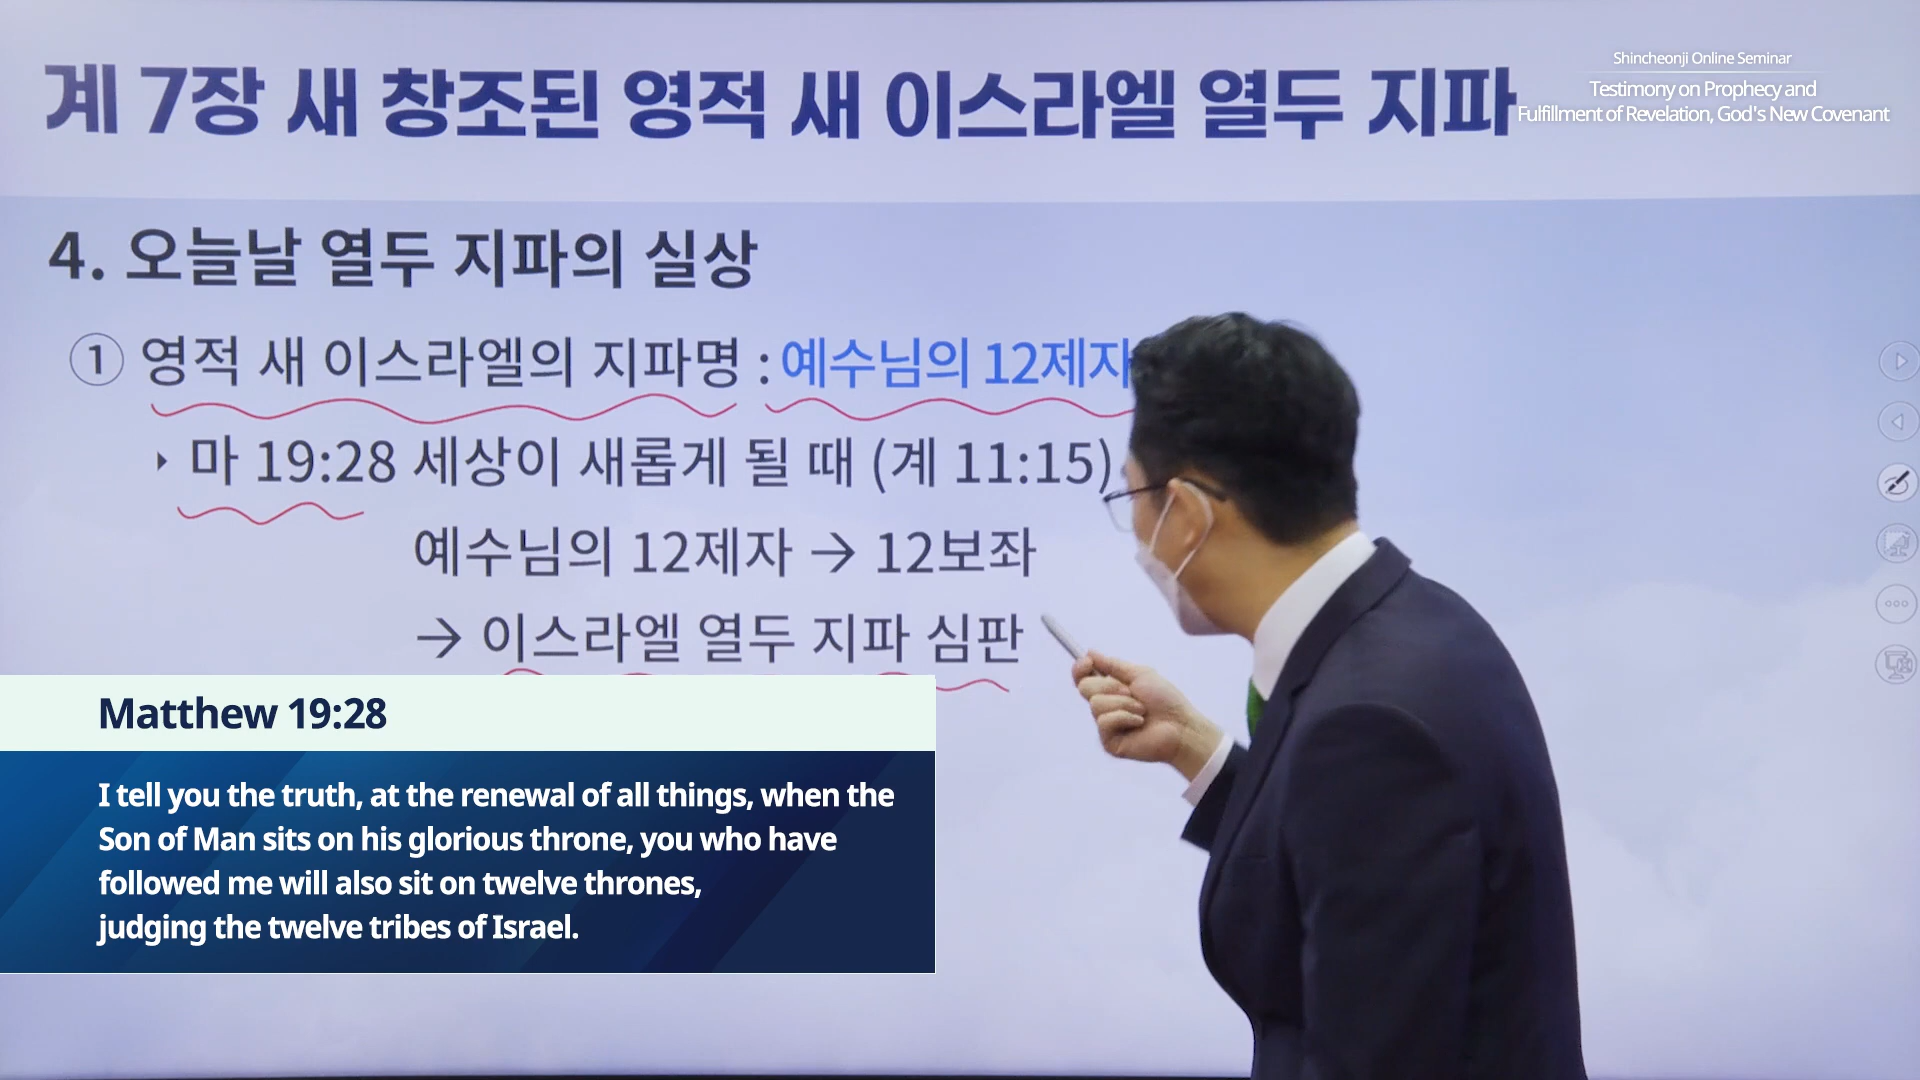 계 7장 새 창조된 영적 새 이스라엘 열두 지파
Shincheonji Online Seminar
Testimony on Prophecy and
Fulfillment of Revelation, God's New Covenant
4. 오늘날 열두 지파의 실상
① 영적 새 이스라엘의 지파명 : 예수님의 12제자
‣ 마 19:28 세상이 새롭게 될 때 (계 11:15)
예수님의 12제자 → 12보좌
→ 이스라엘 열두 지파 심판
Matthew 19:28
I tell you the truth, at the renewal of all things, when the
Son of Man sits on his glorious throne, you who have
followed me will also sit on twelve thrones,
judging the twelve tribes of Israel.